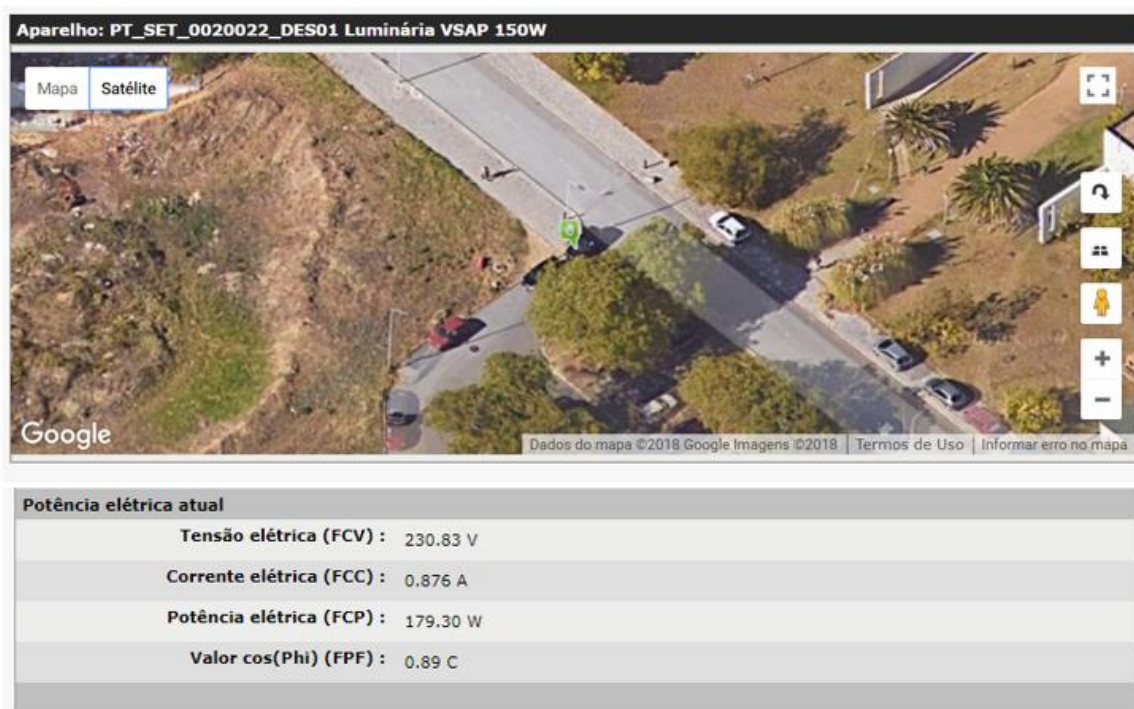 Aparelho: PT_SET_0020022_DES01 Luminária VSAP 150W
Mapa Satélite
Google
Dados do mapa ©2018 Google Imagens ©2018 Termos de Uso Informar erro no mapa
Potência elétrica atual
Tensão elétrica (FCV) : 230.83 V
Corrente elétrica (FCC) : 0.876 A
Potência elétrica (FCP) : 179.30 W
Valor cos(Phi) (FPF) : 0.89 C